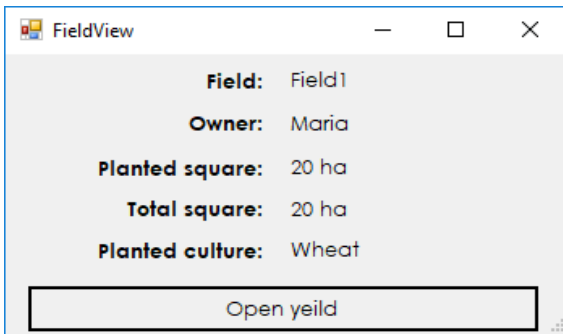 FieldView
Field: Field1
Owner: Maria
Planted square: 20 ha
Total square: 20 ha
Planted culture: Wheat
Open yeild